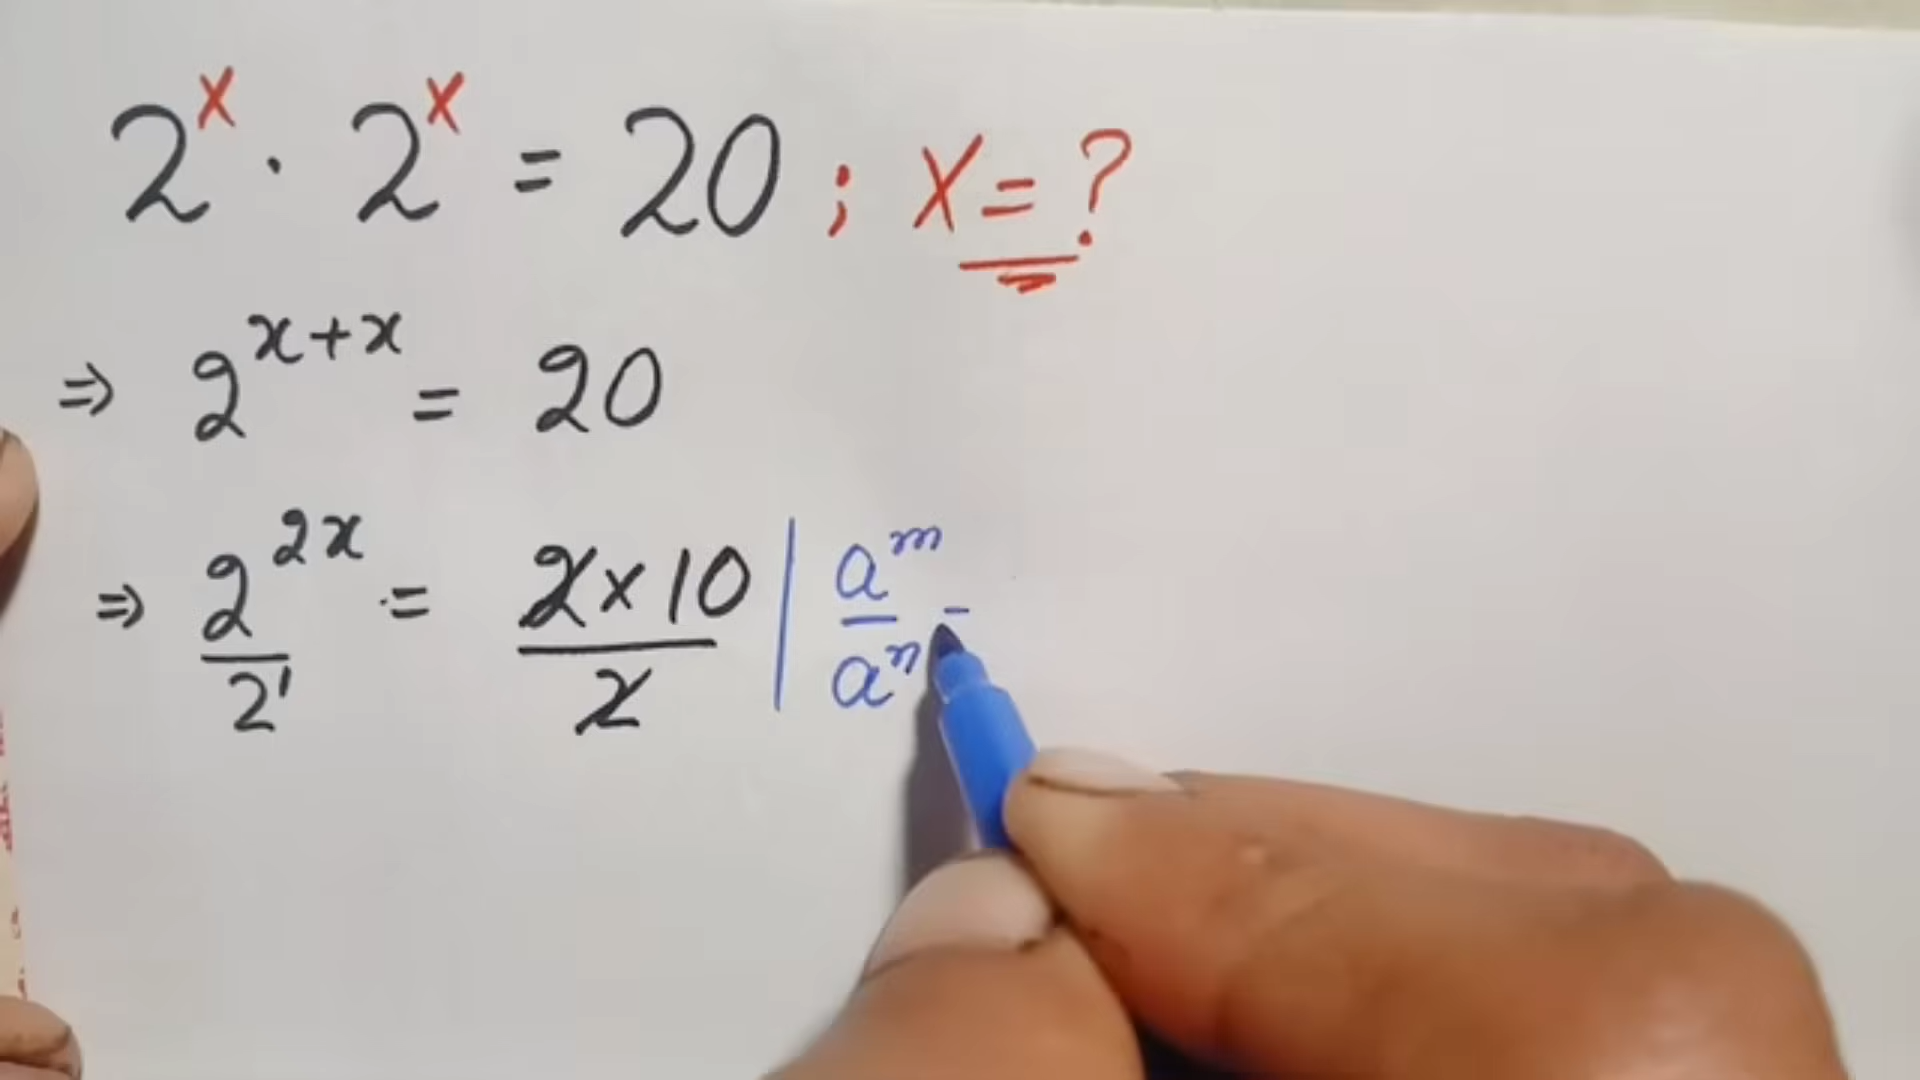 2^x · 2^x = 20 ; x = ?
⇒ 2^{x+x} = 20
⇒ 2^{2x}/2^1 = 2×10/2 | a^m/a^n =